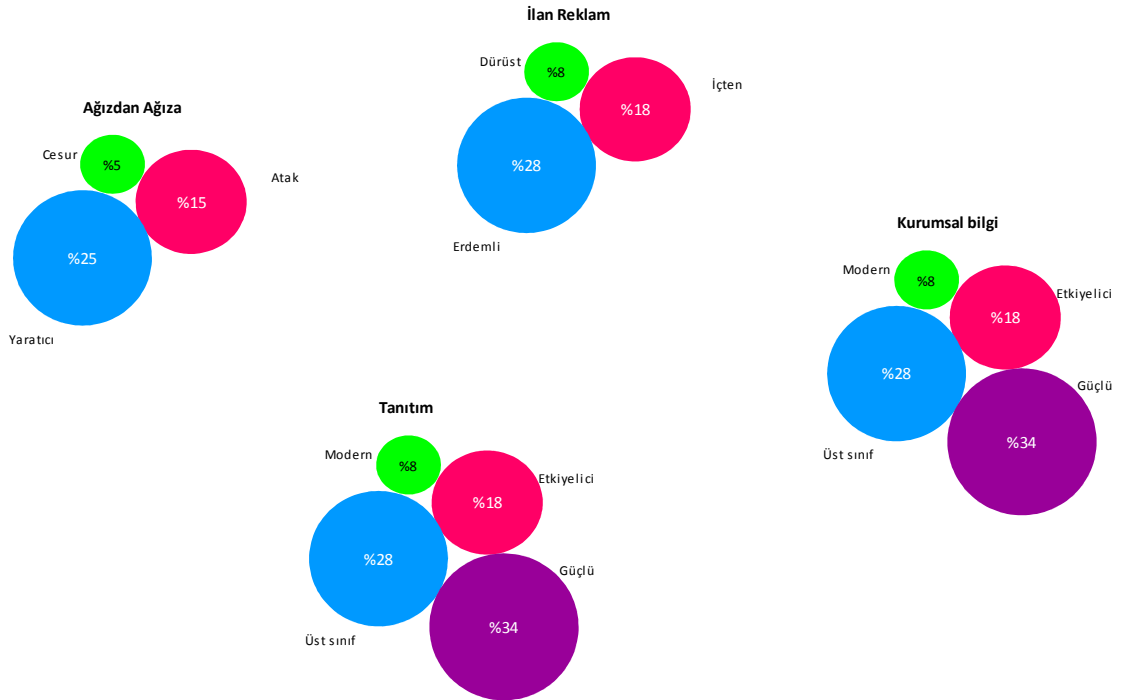 İlan Reklam
Dürüst
%8
İçten
%18
%28
Erdemli
Ağızdan Ağıza
Cesur
%5
Atak
%15
%25
Yaratıcı
Kurumsal bilgi
Modern
%8
Etkiyelici
%18
%28
Güçlü
%34
Üst sınıf
Tanıtım
Modern
%8
Etkiyelici
%18
%28
Güçlü
%34
Üst sınıf